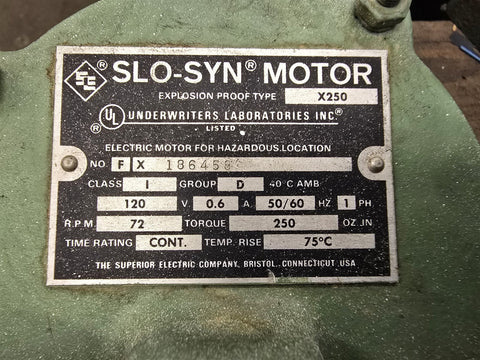 SE ® SLO-SYN® MOTOR
EXPLOSION PROOF TYPE X250
® UL UNDERWRITERS LABORATORIES INC.®
LISTED
ELECTRIC MOTOR FOR HAZARDOUS LOCATION
NO. F X
CLASS I GROUP D 40°C AMB.
120 V. 0.6 A. 50/60 HZ 1 PH.
R.P.M. 72 TORQUE 250 OZ.IN.
TIME RATING CONT. TEMP. RISE 75°C
THE SUPERIOR ELECTRIC COMPANY, BRISTOL, CONNECTICUT USA